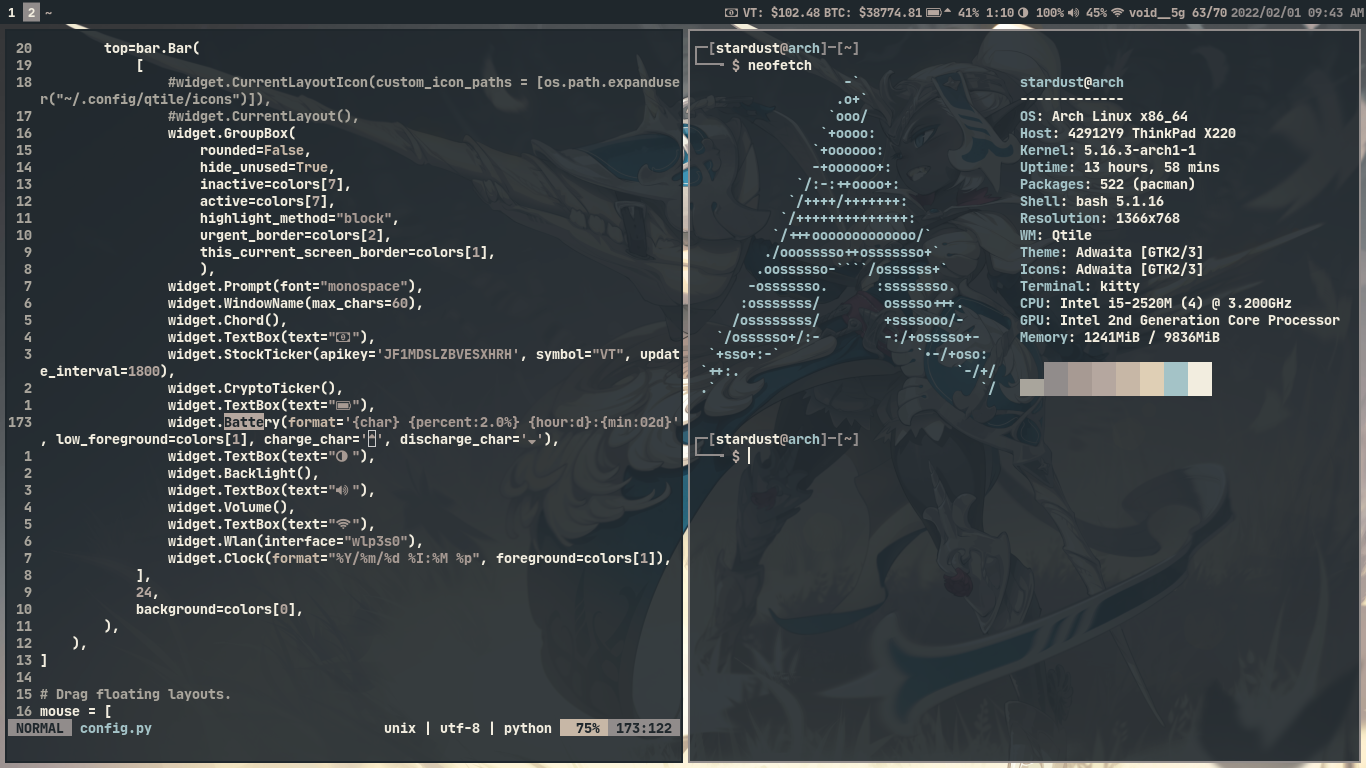 1 2 ~ VT: $102.48 BTC: $38774.81 41% 1:10 100% 45% void__5g 63/70 2022/02/01 09:43 AM
20 top=bar.Bar(
19 [
18 #widget.CurrentLayoutIcon(custom_icon_paths = [os.path.expanduse
r("~/.config/qtile/icons")]),
17 #widget.CurrentLayout(),
16 widget.GroupBox(
15 rounded=False,
14 hide_unused=True,
13 inactive=colors[7],
12 active=colors[7],
11 highlight_method="block",
10 urgent_border=colors[2],
9 this_current_screen_border=colors[1],
8 ),
7 widget.Prompt(font="monospace"),
6 widget.WindowName(max_chars=60),
5 widget.Chord(),
4 widget.TextBox(text=""),
3 widget.StockTicker(apikey='JF1MDSLZBVESXHRH', symbol="VT", updat
e_interval=1800),
2 widget.CryptoTicker(),
1 widget.TextBox(text=""),
173 widget.Battery(format='{char} {percent:2.0%} {hour:d}:{min:02d}'
, low_foreground=colors[1], charge_char='', discharge_char=''),
1 widget.TextBox(text=""),
2 widget.Backlight(),
3 widget.TextBox(text=""),
4 widget.Volume(),
5 widget.TextBox(text=""),
6 widget.Wlan(interface="wlp3s0"),
7 widget.Clock(format="%Y/%m/%d %I:%M %p", foreground=colors[1]),
8 ],
9 24,
10 background=colors[0],
11 ),
12 ),
13 ]
14
15 # Drag floating layouts.
16 mouse = [
NORMAL config.py unix | utf-8 | python 75% 173:122
┌─[stardust@arch]─[~]
└──╼ $ neofetch
stardust@arch
-------------
OS: Arch Linux x86_64
Host: 42912Y9 ThinkPad X220
Kernel: 5.16.3-arch1-1
Uptime: 13 hours, 58 mins
Packages: 522 (pacman)
Shell: bash 5.1.16
Resolution: 1366x768
WM: Qtile
Theme: Adwaita [GTK2/3]
Icons: Adwaita [GTK2/3]
Terminal: kitty
CPU: Intel i5-2520M (4) @ 3.200GHz
GPU: Intel 2nd Generation Core Processor
Memory: 1241MiB / 9836MiB
┌─[stardust@arch]─[~]
└──╼ $